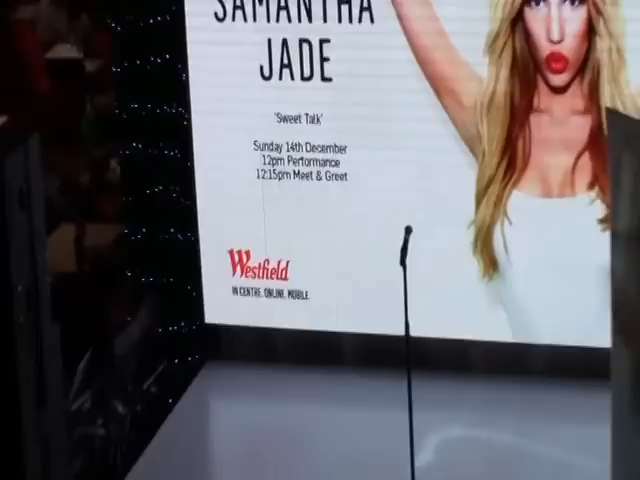 SAMANTHA
JADE
'Sweet Talk'
Sunday 14th December
12pm Performance
12:15pm Meet & Greet
Westfield
IN CENTRE. ONLINE. MOBILE.